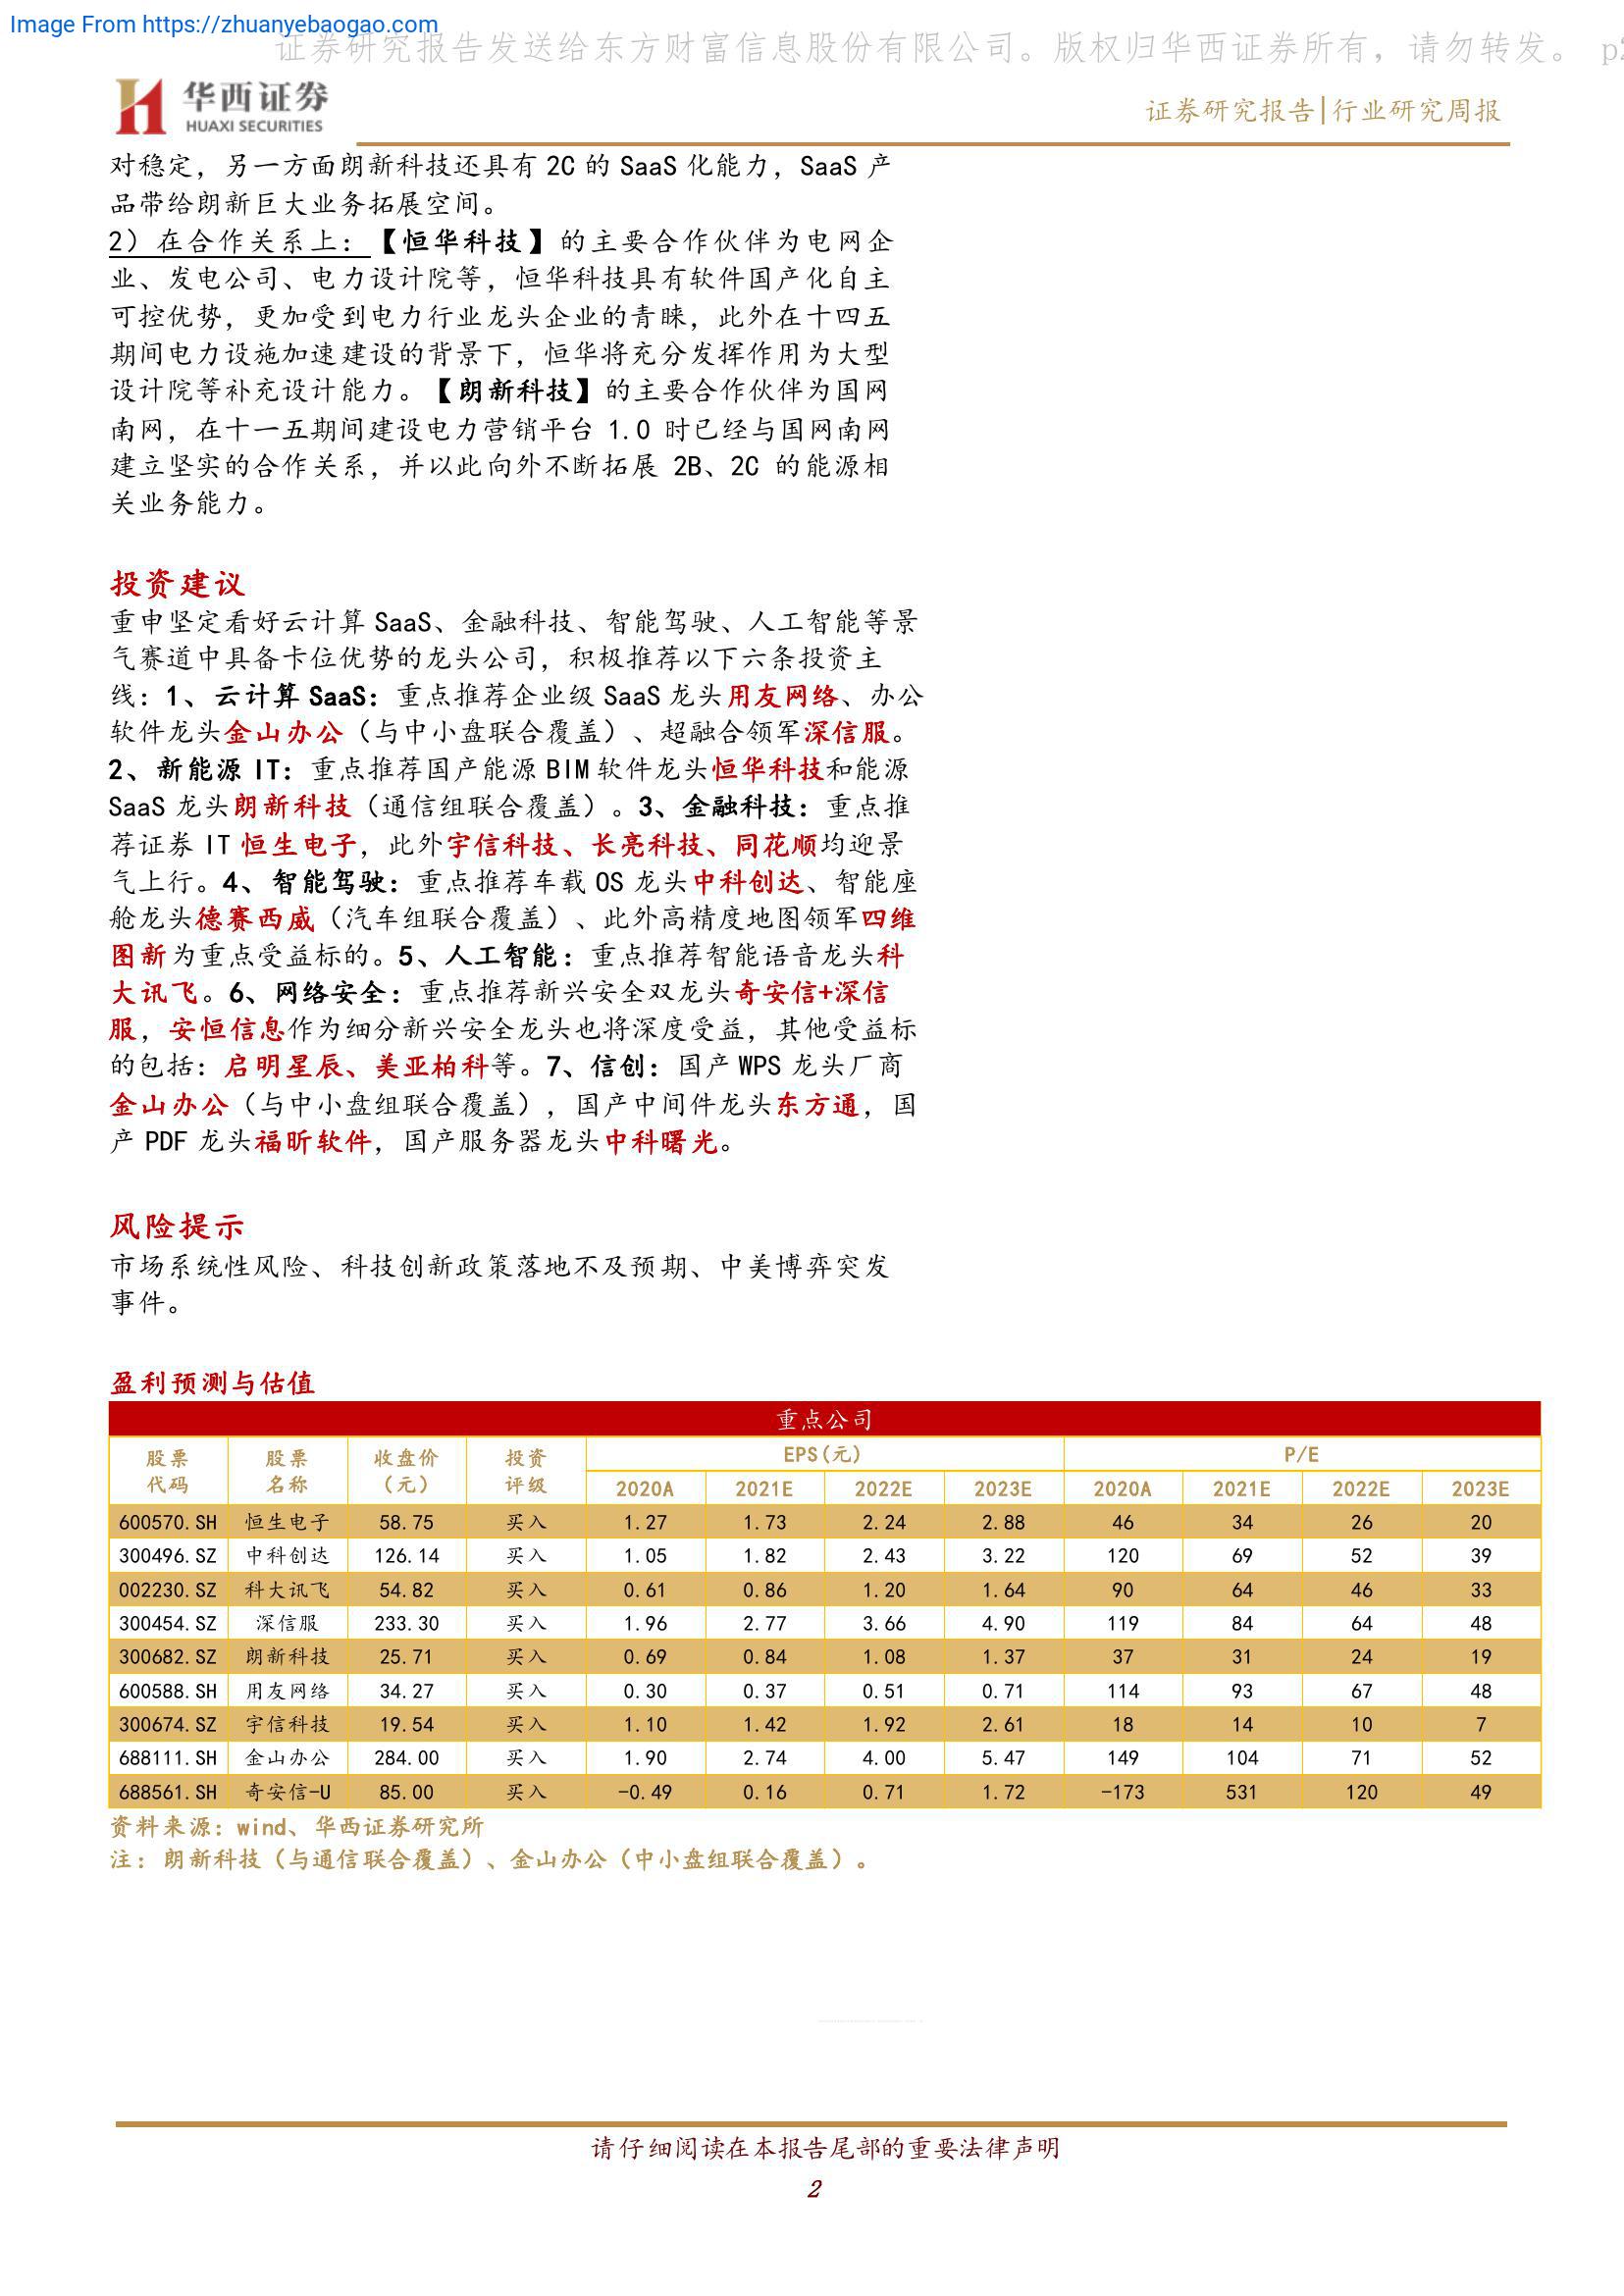 Image From https://zhuanyebaogao.com
证券研究报告发送给东方财富信息股份有限公司。版权归华西证券所有，请勿转发。 p2
华西证券
HUAXI SECURITIES
证券研究报告|行业研究周报
对稳定，另一方面朗新科技还具有 2C 的 SaaS 化能力，SaaS 产
品带给朗新巨大业务拓展空间。
2）在合作关系上：【恒华科技】的主要合作伙伴为电网企
业、发电公司、电力设计院等，恒华科技具有软件国产化自主
可控优势，更加受到电力行业龙头企业的青睐，此外在十四五
期间电力设施加速建设的背景下，恒华将充分发挥作用为大型
设计院等补充设计能力。【朗新科技】的主要合作伙伴为国网
南网，在十一五期间建设电力营销平台 1.0 时已经与国网南网
建立坚实的合作关系，并以此向外不断拓展 2B、2C 的能源相
关业务能力。
投资建议
重申坚定看好云计算 SaaS、金融科技、智能驾驶、人工智能等景
气赛道中具备卡位优势的龙头公司，积极推荐以下六条投资主
线：1、云计算 SaaS：重点推荐企业级 SaaS 龙头用友网络、办公
软件龙头金山办公（与中小盘联合覆盖）、超融合领军深信服。
2、新能源 IT：重点推荐国产能源 BIM 软件龙头恒华科技和能源
SaaS 龙头朗新科技（通信组联合覆盖）。3、金融科技：重点推
荐证券 IT 恒生电子，此外宇信科技、长亮科技、同花顺均迎景
气上行。4、智能驾驶：重点推荐车载 OS 龙头中科创达、智能座
舱龙头德赛西威（汽车组联合覆盖）、此外高精度地图领军四维
图新为重点受益标的。5、人工智能：重点推荐智能语音龙头科
大讯飞。6、网络安全：重点推荐新兴安全双龙头奇安信+深信
服，安恒信息作为细分新兴安全龙头也将深度受益，其他受益标
的包括：启明星辰、美亚柏科等。7、信创：国产 WPS 龙头厂商
金山办公（与中小盘组联合覆盖），国产中间件龙头东方通，国
产 PDF 龙头福昕软件，国产服务器龙头中科曙光。
风险提示
市场系统性风险、科技创新政策落地不及预期、中美博弈突发
事件。
盈利预测与估值
重点公司
股票代码 股票名称 收盘价（元） 投资评级 EPS(元) P/E
2020A 2021E 2022E 2023E 2020A 2021E 2022E 2023E
600570.SH 恒生电子 58.75 买入 1.27 1.73 2.24 2.88 46 34 26 20
300496.SZ 中科创达 126.14 买入 1.05 1.82 2.43 3.22 120 69 52 39
002230.SZ 科大讯飞 54.82 买入 0.61 0.86 1.20 1.64 90 64 46 33
300454.SZ 深信服 233.30 买入 1.96 2.77 3.66 4.90 119 84 64 48
300682.SZ 朗新科技 25.71 买入 0.69 0.84 1.08 1.37 37 31 24 19
600588.SH 用友网络 34.27 买入 0.30 0.37 0.51 0.71 114 93 67 48
300674.SZ 宇信科技 19.54 买入 1.10 1.42 1.92 2.61 18 14 10 7
688111.SH 金山办公 284.00 买入 1.90 2.74 4.00 5.47 149 104 71 52
688561.SH 奇安信-U 85.00 买入 -0.49 0.16 0.71 1.72 -173 531 120 49
资料来源：wind、华西证券研究所
注：朗新科技（与通信联合覆盖）、金山办公（中小盘组联合覆盖）。
请仔细阅读在本报告尾部的重要法律声明
2